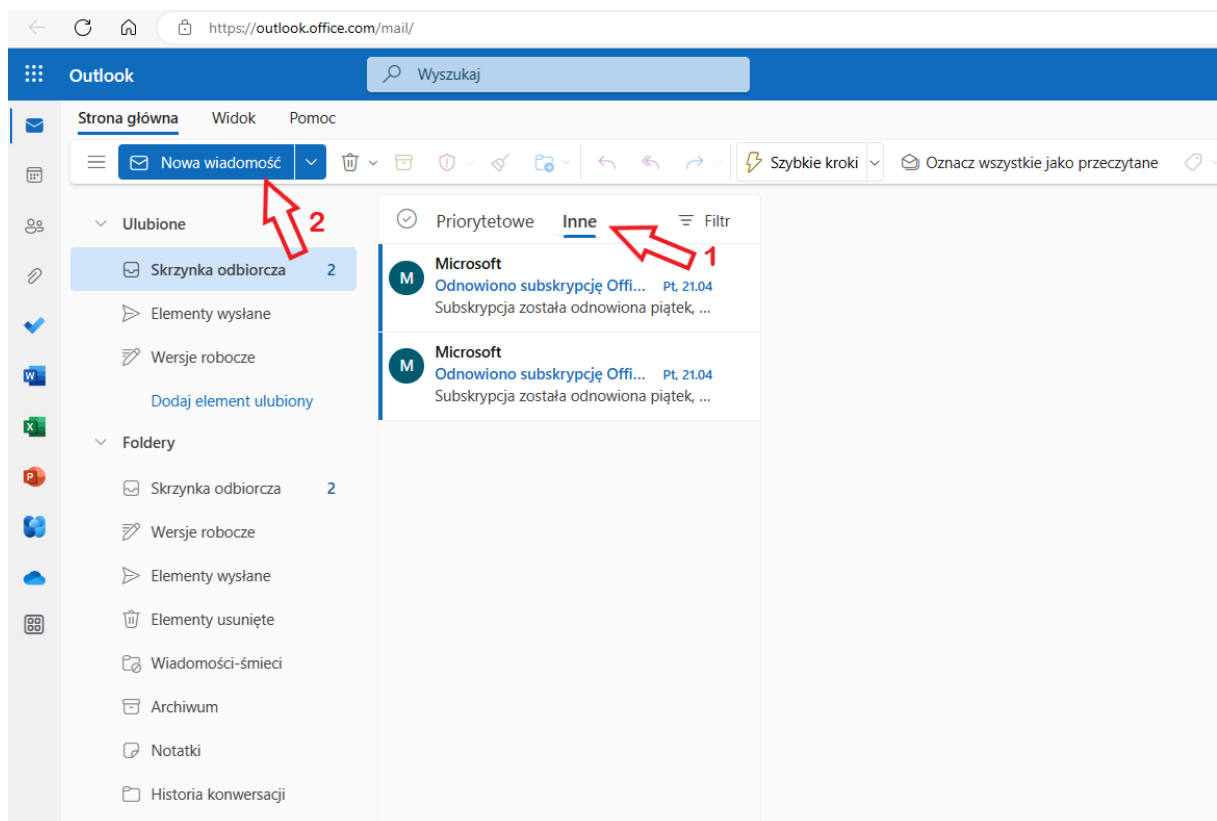 https://outlook.office.com/mail/
Outlook
Wyszukaj
Strona główna Widok Pomoc
Nowa wiadomość Szybkie kroki Oznacz wszystkie jako przeczytane
2
Ulubione
Skrzynka odbiorcza 2
Elementy wysłane
Wersje robocze
Dodaj element ulubiony
Foldery
Skrzynka odbiorcza 2
Wersje robocze
Elementy wysłane
Elementy usunięte
Wiadomości-śmieci
Archiwum
Notatki
Historia konwersacji
Priorytetowe Inne Filtr
1
M
Microsoft
Odnowiono subskrypcję Offi... Pt, 21.04
Subskrypcja została odnowiona piątek, ...
M
Microsoft
Odnowiono subskrypcję Offi... Pt, 21.04
Subskrypcja została odnowiona piątek, ...
W
X
P